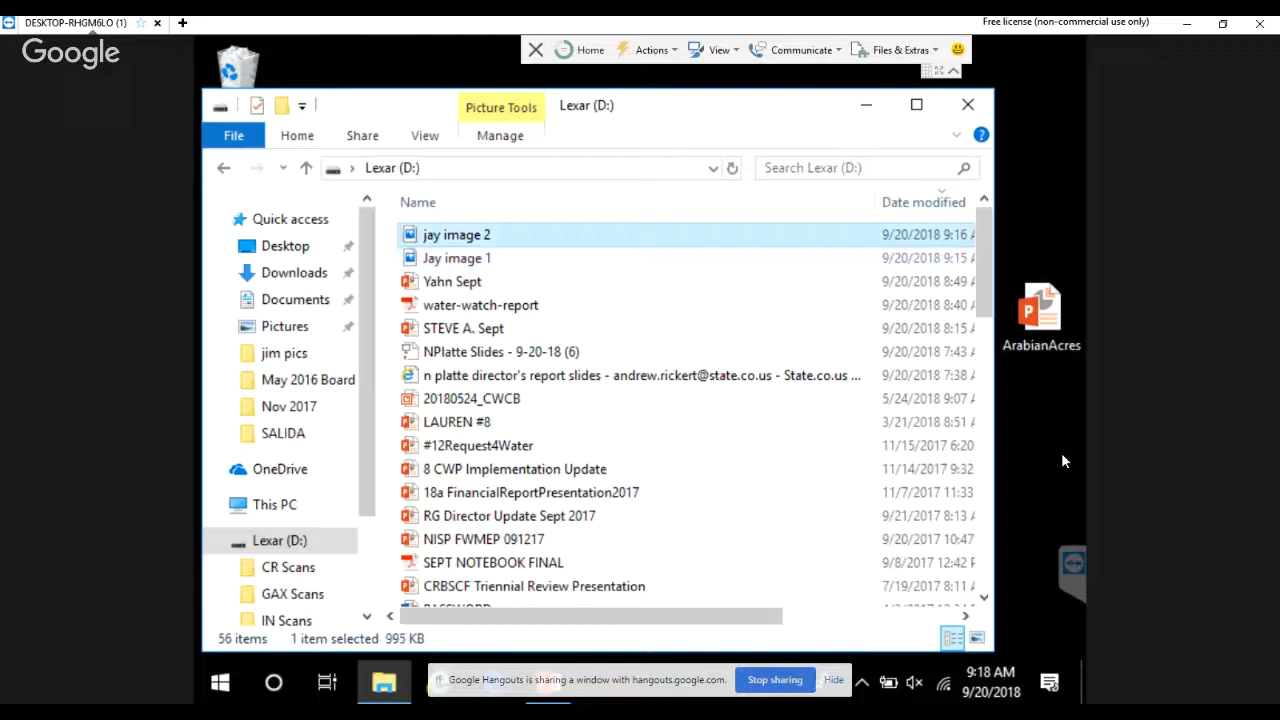 DESKTOP-RHGM6LO (1)
Free license (non-commercial use only)
Google
Home
Actions
View
Communicate
Files & Extras
Picture Tools
Lexar (D:)
File
Home
Share
View
Manage
Lexar (D:)
Search Lexar (D:)
Name
Date modified
Quick access
Desktop
Downloads
Documents
Pictures
jim pics
May 2016 Board
Nov 2017
SALIDA
OneDrive
This PC
Lexar (D:)
CR Scans
GAX Scans
IN Scans
jay image 2 9/20/2018 9:16 A
Jay image 1 9/20/2018 9:15 A
Yahn Sept 9/20/2018 8:49 A
water-watch-report 9/20/2018 8:40 A
STEVE A. Sept 9/20/2018 8:15 A
NPlatte Slides - 9-20-18 (6) 9/20/2018 7:43 A
n platte director's report slides - andrew.rickert@state.co.us - State.co.us ... 9/20/2018 7:38 A
20180524_CWCB 5/24/2018 9:07 A
LAUREN #8 3/21/2018 8:51 A
#12Request4Water 11/15/2017 6:20
8 CWP Implementation Update 11/14/2017 9:32
18a FinancialReportPresentation2017 11/7/2017 11:33
RG Director Update Sept 2017 9/21/2017 8:13 A
NISP FWMEP 091217 9/20/2017 10:47
SEPT NOTEBOOK FINAL 9/8/2017 12:42 P
CRBSCF Triennial Review Presentation 7/19/2017 8:11 A
ArabianAcres
56 items 1 item selected 995 KB
Google Hangouts is sharing a window with hangouts.google.com.
Stop sharing
Hide
9:18 AM
9/20/2018